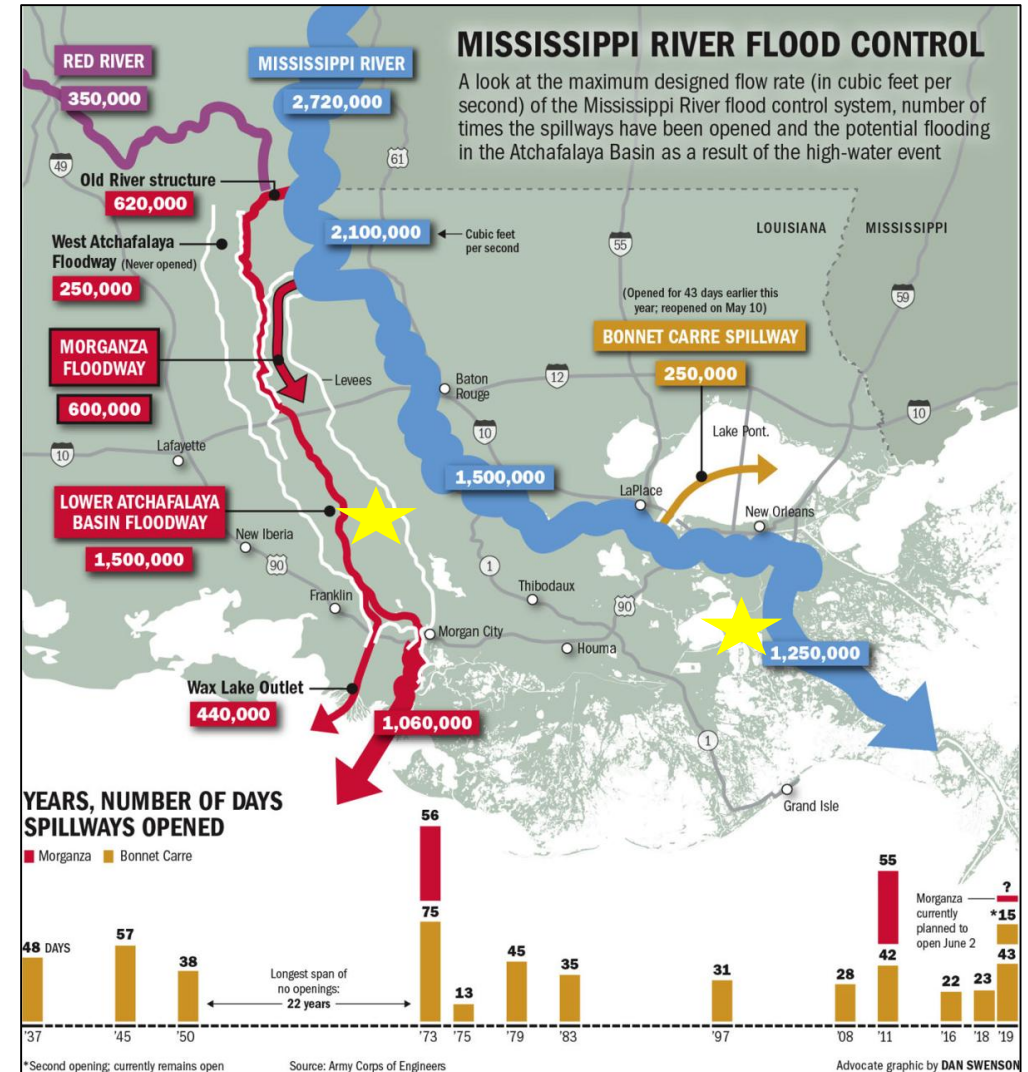 MISSISSIPPI RIVER FLOOD CONTROL
A look at the maximum designed flow rate (in cubic feet per
second) of the Mississippi River flood control system, number of
times the spillways have been opened and the potential flooding
in the Atchafalaya Basin as a result of the high-water event
RED RIVER
350,000
MISSISSIPPI RIVER
2,720,000
49
61
Old River structure
620,000
West Atchafalaya
Floodway (Never opened)
250,000
2,100,000
Cubic feet
per second
55
LOUISIANA
MISSISSIPPI
59
(Opened for 43 days earlier this
year; reopened on May 10)
BONNET CARRE SPILLWAY
250,000
MORGANZA
FLOODWAY
600,000
Levees
Baton
Rouge
12
10
10
10
Lafayette
Lake Pont.
1,500,000
LaPlace
New Orleans
LOWER ATCHAFALAYA
BASIN FLOODWAY
1,500,000
New Iberia
90
1
Thibodaux
90
Franklin
Morgan City
Houma
1,250,000
Wax Lake Outlet
440,000
1,060,000
1
Grand Isle
YEARS, NUMBER OF DAYS
SPILLWAYS OPENED
Morganza
Bonnet Carre
48 DAYS
57
38
Longest span of
no openings:
22 years
56
75
13
45
35
31
28
55
42
22
23
Morganza
currently
planned to
open June 2
?
*15
43
'37
'45
'50
'73
'75
'79
'83
'97
'08
'11
'16
'18
'19
*Second opening; currently remains open
Source: Army Corps of Engineers
Advocate graphic by DAN SWENSON